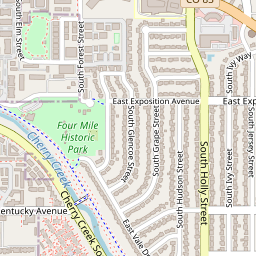 CO 83
South Elm Street
South Forest Street
South Ivy Way
East Exposition Avenue
East Exp
Four Mile
Historic
Park
South Glencoe Street
South Grape Street
South Hudson Street
South Holly Street
South Ivy Street
South Jersey Street
Cherry Creek
entucky Avenue
Cherry Creek So
East Vale D